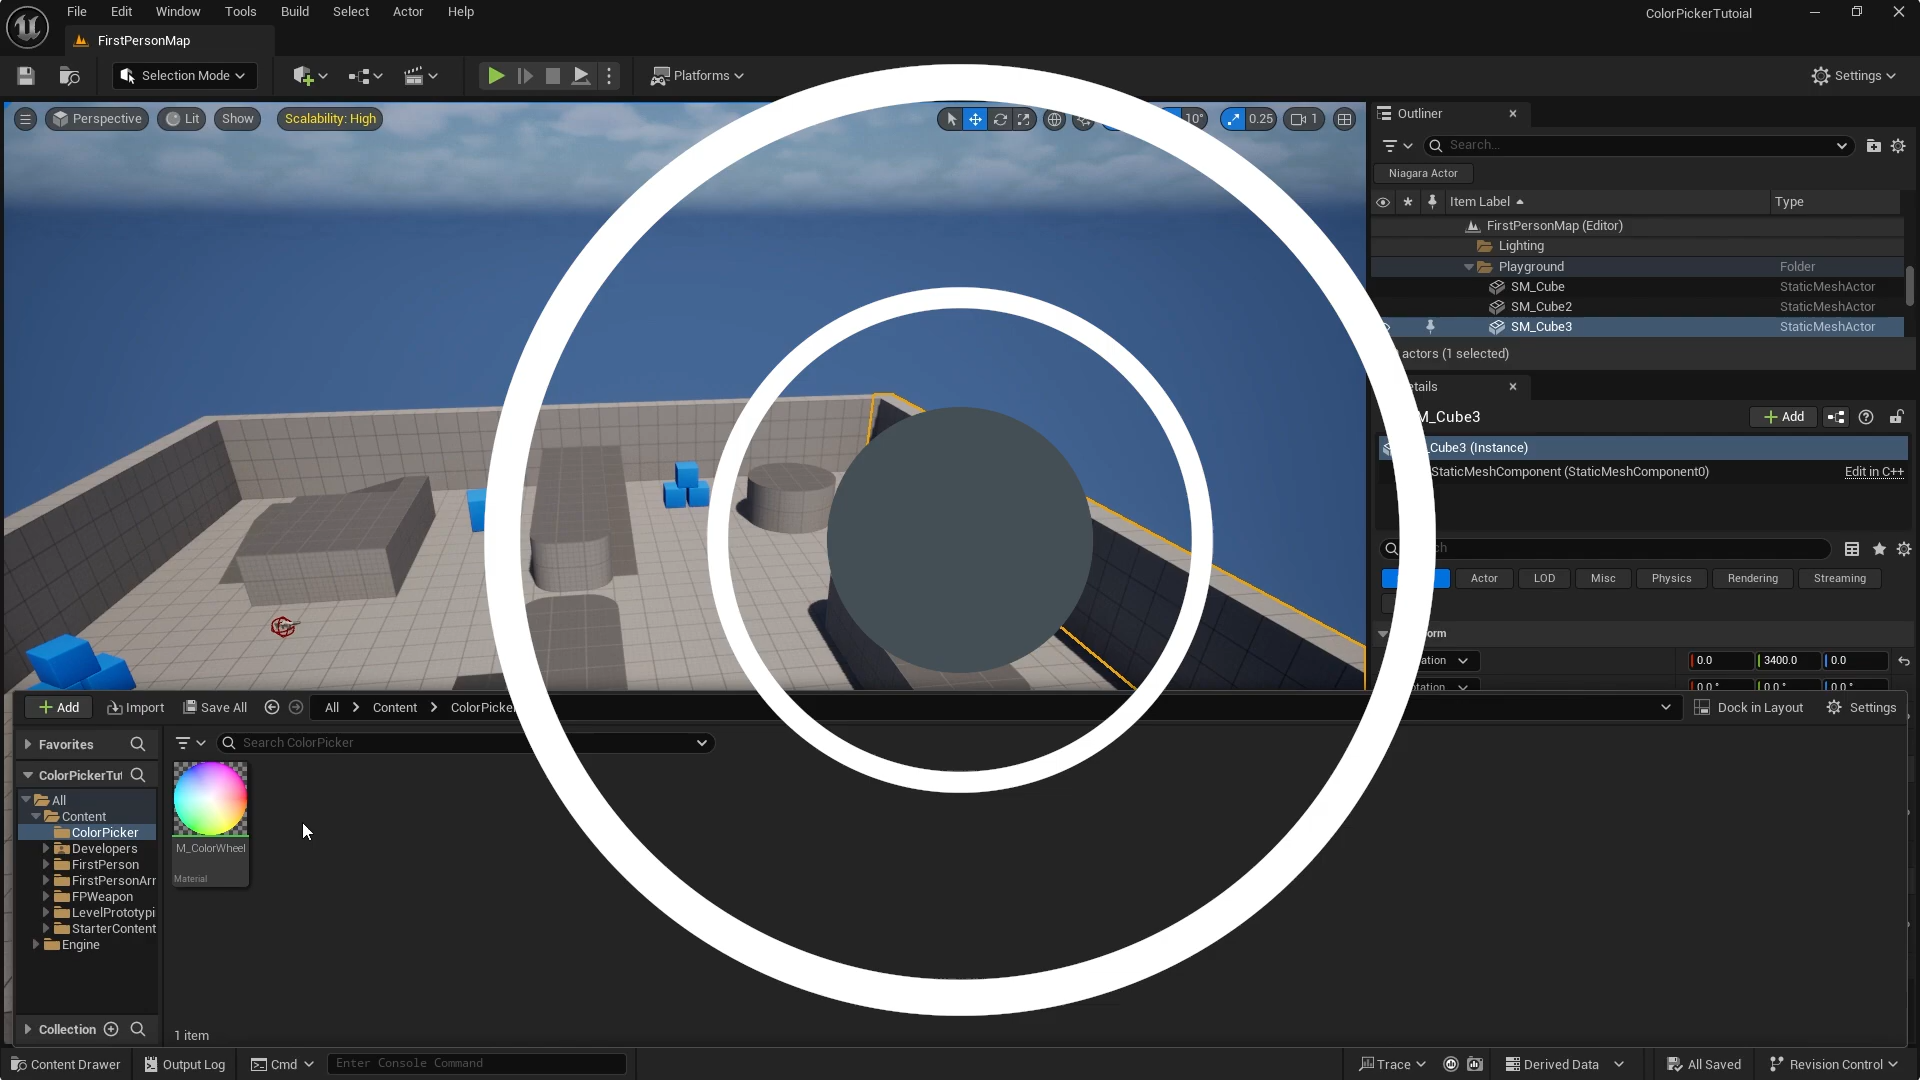 File Edit Window Tools Build Select Actor Help
ColorPickerTutoial
FirstPersonMap
Selection Mode
Platforms
Settings
Perspective Lit Show Scalability: High
10° 0.25 1
Outliner
Search...
Niagara Actor
Item Label Type
FirstPersonMap (Editor)
Lighting
Playground Folder
SM_Cube StaticMeshActor
SM_Cube2 StaticMeshActor
SM_Cube3 StaticMeshActor
actors (1 selected)
etails
M_Cube3 Add
Cube3 (Instance)
StaticMeshComponent (StaticMeshComponent0) Edit in C++
ch
Actor LOD Misc Physics Rendering Streaming
orm
ation 0.0 3400.0 0.0
otation 0.0° 0.0° 0.0°
Add Import Save All All Content ColorPicke Dock in Layout Settings
Favorites
Search ColorPicker
ColorPickerTut
All
Content
ColorPicker
Developers
FirstPerson
FirstPersonArr
FPWeapon
LevelPrototypi
StarterContent
Engine
M_ColorWheel
Material
Collection
1 item
Content Drawer Output Log Cmd Enter Console Command Trace Derived Data All Saved Revision Control